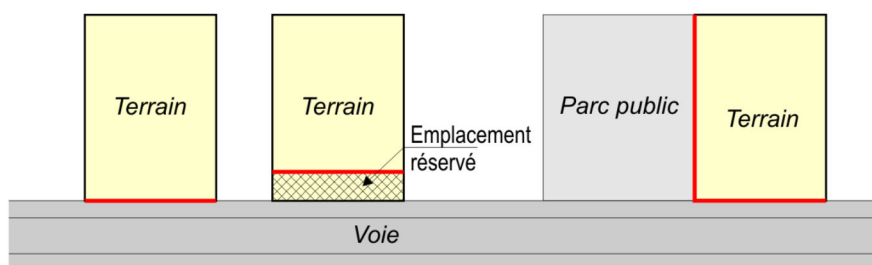 Terrain
Terrain
Parc public
Terrain
Emplacement
réservé
Voie